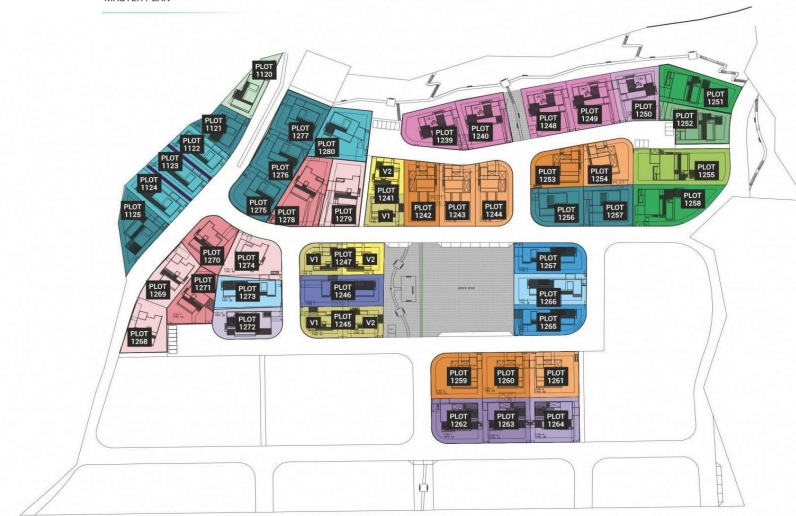 MASTER PLAN
PLOT
1120
PLOT
1121
PLOT
1122
PLOT
1123
PLOT
1124
PLOT
1125
PLOT
1277
PLOT
1280
PLOT
1276
PLOT
1275
PLOT
1278
PLOT
1279
V2
PLOT
1241
V1
PLOT
1242
PLOT
1243
PLOT
1244
PLOT
1239
PLOT
1240
PLOT
1248
PLOT
1249
PLOT
1250
PLOT
1251
PLOT
1252
PLOT
1253
PLOT
1254
PLOT
1255
PLOT
1256
PLOT
1257
PLOT
1258
PLOT
1270
PLOT
1274
PLOT
1269
PLOT
1271
PLOT
1273
PLOT
1272
PLOT
1268
V1
PLOT
1247
V2
PLOT
1246
V1
PLOT
1245
V2
PLOT
1267
PLOT
1266
PLOT
1265
PLOT
1259
PLOT
1260
PLOT
1261
PLOT
1262
PLOT
1263
PLOT
1264